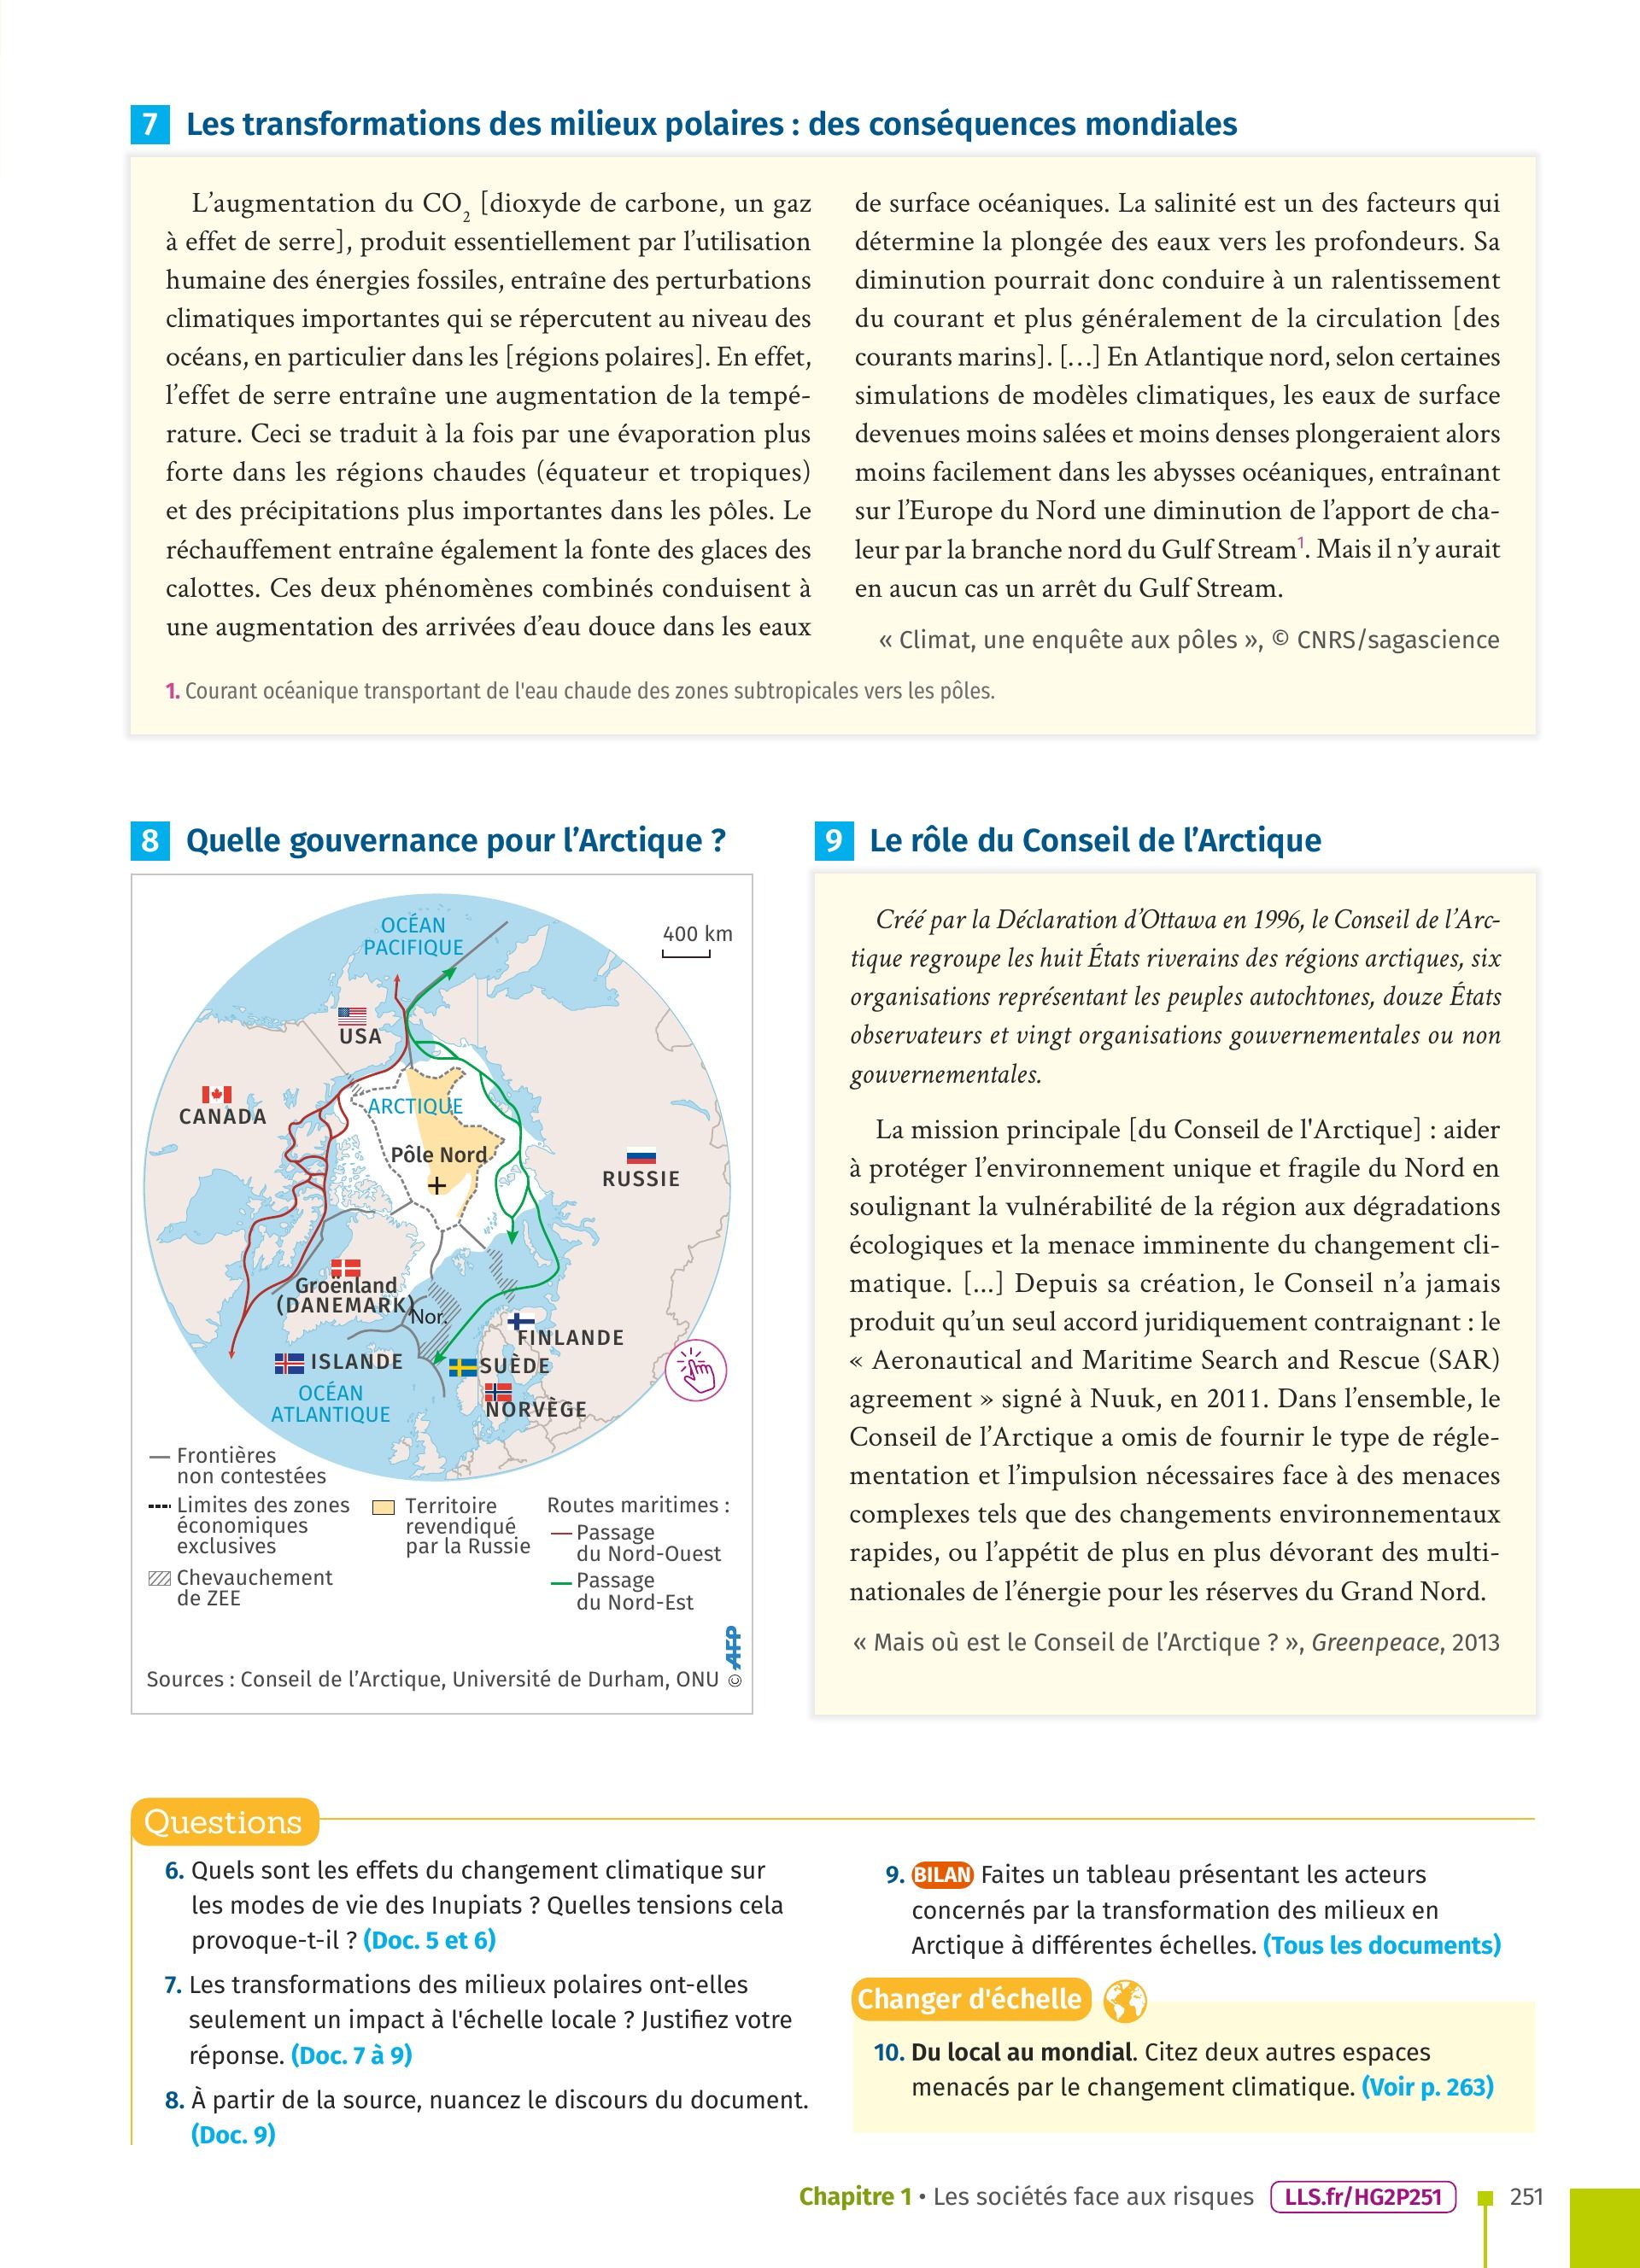 7 Les transformations des milieux polaires : des conséquences mondiales
L’augmentation du CO₂ [dioxyde de carbone, un gaz
à effet de serre], produit essentiellement par l’utilisation
humaine des énergies fossiles, entraîne des perturbations
climatiques importantes qui se répercutent au niveau des
océans, en particulier dans les [régions polaires]. En effet,
l’effet de serre entraîne une augmentation de la tempé-
rature. Ceci se traduit à la fois par une évaporation plus
forte dans les régions chaudes (équateur et tropiques)
et des précipitations plus importantes dans les pôles. Le
réchauffement entraîne également la fonte des glaces des
calottes. Ces deux phénomènes combinés conduisent à
une augmentation des arrivées d’eau douce dans les eaux
de surface océaniques. La salinité est un des facteurs qui
détermine la plongée des eaux vers les profondeurs. Sa
diminution pourrait donc conduire à un ralentissement
du courant et plus généralement de la circulation [des
courants marins]. […] En Atlantique nord, selon certaines
simulations de modèles climatiques, les eaux de surface
devenues moins salées et moins denses plongeraient alors
moins facilement dans les abysses océaniques, entraînant
sur l’Europe du Nord une diminution de l’apport de cha-
leur par la branche nord du Gulf Stream¹. Mais il n’y aurait
en aucun cas un arrêt du Gulf Stream.
« Climat, une enquête aux pôles », © CNRS/sagascience
1. Courant océanique transportant de l'eau chaude des zones subtropicales vers les pôles.
8 Quelle gouvernance pour l’Arctique ?
OCÉAN
PACIFIQUE
400 km
USA
CANADA
ARCTIQUE
Pôle Nord
RUSSIE
Groënland
(DANEMARK)
Nor.
FINLANDE
ISLANDE
SUÈDE
OCÉAN
ATLANTIQUE
NORVÈGE
Frontières
non contestées
Limites des zones
économiques
exclusives
Chevauchement
de ZEE
Territoire
revendiqué
par la Russie
Routes maritimes :
Passage
du Nord-Ouest
Passage
du Nord-Est
Sources : Conseil de l’Arctique, Université de Durham, ONU
© AFP
9 Le rôle du Conseil de l’Arctique
Créé par la Déclaration d’Ottawa en 1996, le Conseil de l’Arc-
tique regroupe les huit États riverains des régions arctiques, six
organisations représentant les peuples autochtones, douze États
observateurs et vingt organisations gouvernementales ou non
gouvernementales.
La mission principale [du Conseil de l'Arctique] : aider
à protéger l’environnement unique et fragile du Nord en
soulignant la vulnérabilité de la région aux dégradations
écologiques et la menace imminente du changement cli-
matique. [...] Depuis sa création, le Conseil n’a jamais
produit qu’un seul accord juridiquement contraignant : le
« Aeronautical and Maritime Search and Rescue (SAR)
agreement » signé à Nuuk, en 2011. Dans l’ensemble, le
Conseil de l’Arctique a omis de fournir le type de régle-
mentation et l’impulsion nécessaires face à des menaces
complexes tels que des changements environnementaux
rapides, ou l’appétit de plus en plus dévorant des multi-
nationales de l’énergie pour les réserves du Grand Nord.
« Mais où est le Conseil de l’Arctique ? », Greenpeace, 2013
Questions
6. Quels sont les effets du changement climatique sur
les modes de vie des Inupiats ? Quelles tensions cela
provoque-t-il ? (Doc. 5 et 6)
7. Les transformations des milieux polaires ont-elles
seulement un impact à l'échelle locale ? Justifiez votre
réponse. (Doc. 7 à 9)
8. À partir de la source, nuancez le discours du document.
(Doc. 9)
9. BILAN Faites un tableau présentant les acteurs
concernés par la transformation des milieux en
Arctique à différentes échelles. (Tous les documents)
Changer d'échelle
10. Du local au mondial. Citez deux autres espaces
menacés par le changement climatique. (Voir p. 263)
Chapitre 1 • Les sociétés face aux risques LLS.fr/HG2P251 251